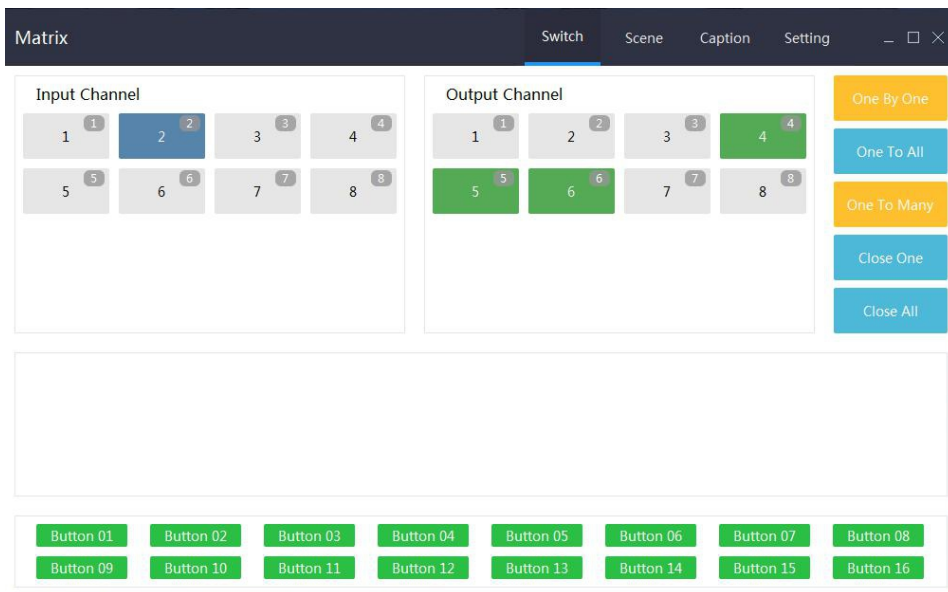 Matrix Switch Scene Caption Setting
Input Channel Output Channel One By One
1 1 2 2 3 3 4 4 1 1 2 2 3 3 4 4
One To All
5 5 6 6 7 7 8 8 5 5 6 6 7 7 8 8
One To Many
Close One
Close All
Button 01 Button 02 Button 03 Button 04 Button 05 Button 06 Button 07 Button 08
Button 09 Button 10 Button 11 Button 12 Button 13 Button 14 Button 15 Button 16